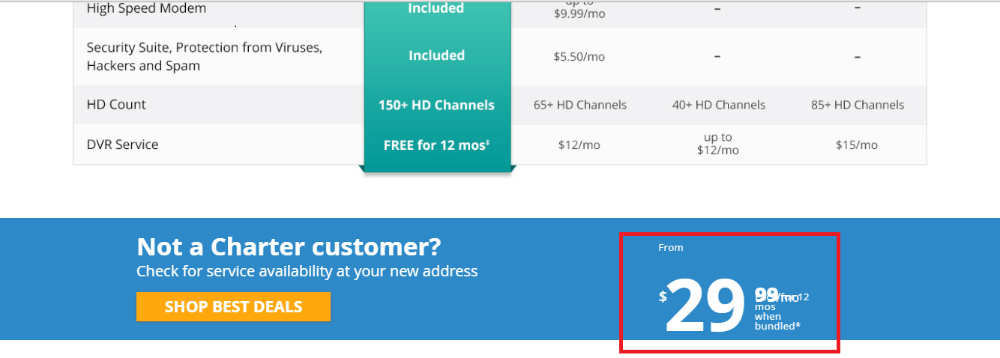 High Speed Modem Included up to $9.99/mo – –
Security Suite, Protection from Viruses,
Hackers and Spam Included $5.50/mo – –
HD Count 150+ HD Channels 65+ HD Channels 40+ HD Channels 85+ HD Channels
DVR Service FREE for 12 mos‡ $12/mo up to $12/mo $15/mo
Not a Charter customer?
Check for service availability at your new address
SHOP BEST DEALS
From
$29 99/mo
for 12
mos
when
bundled*